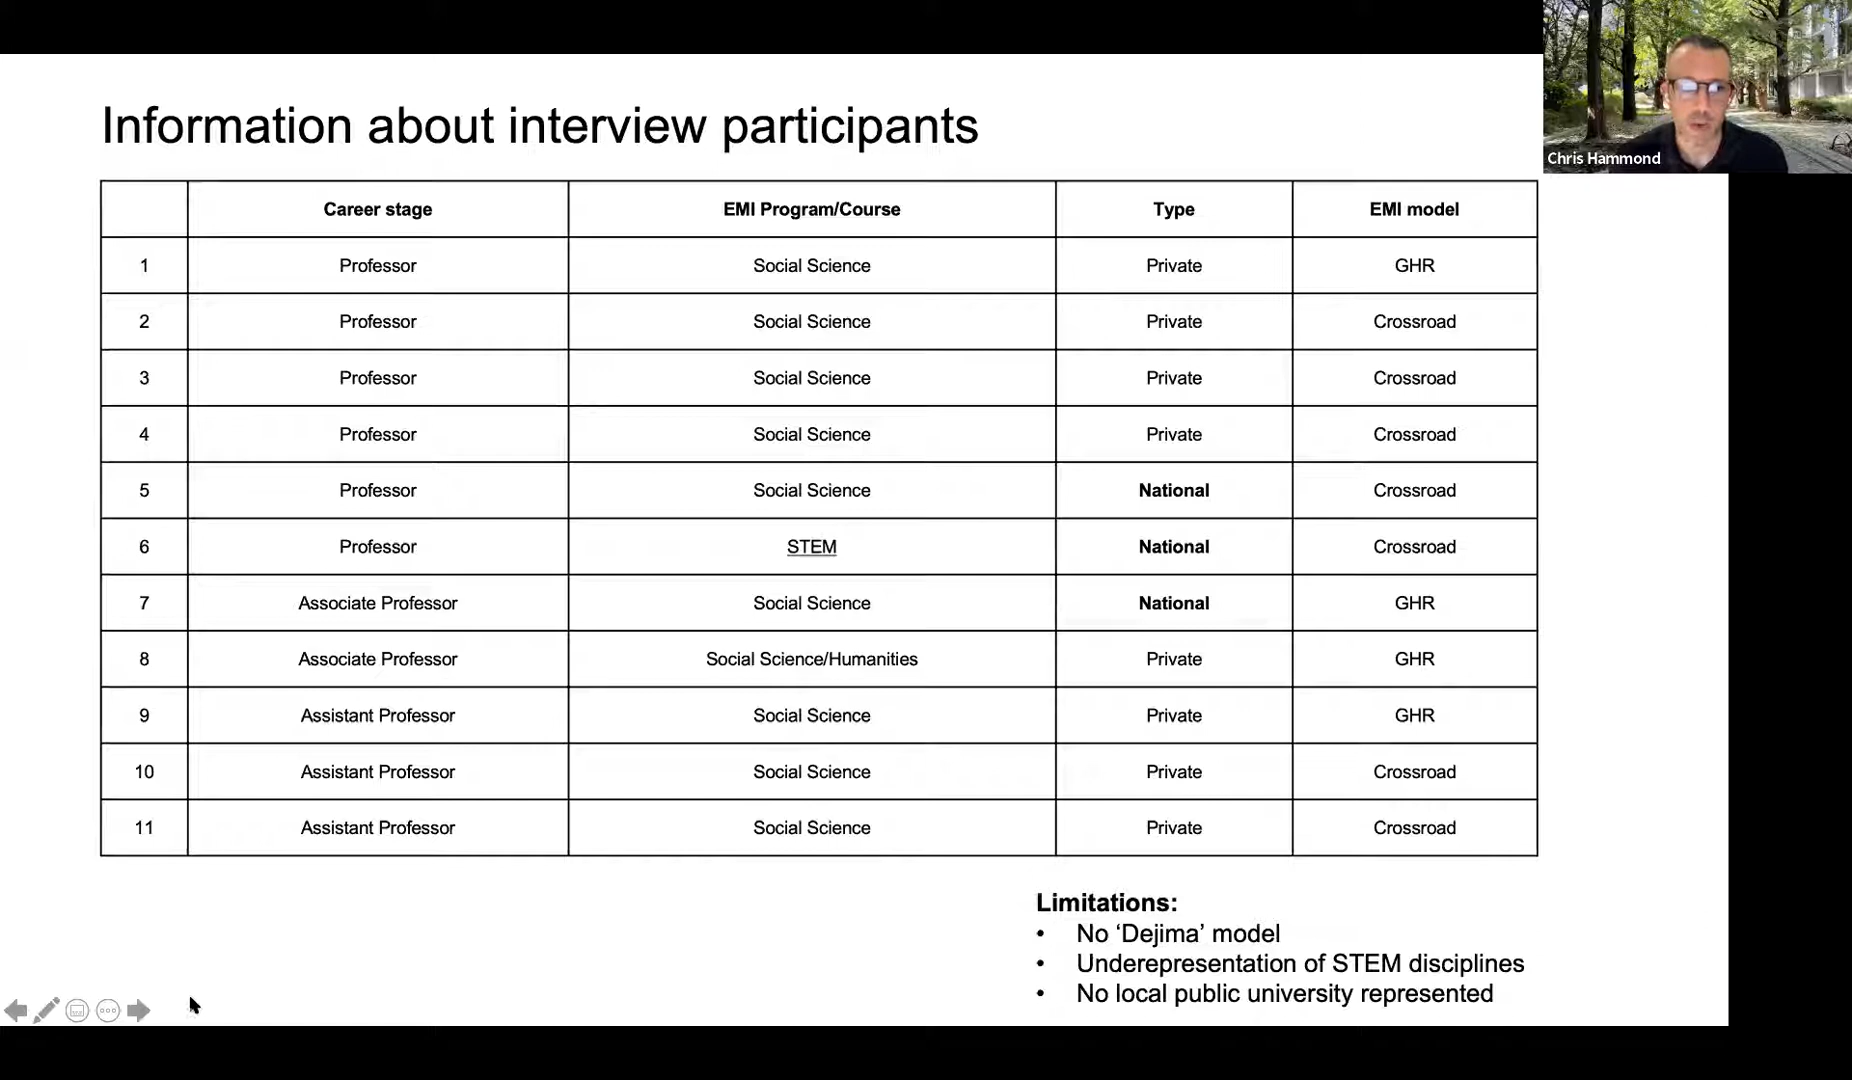 Chris Hammond
Information about interview participants
Career stage EMI Program/Course Type EMI model
1 Professor Social Science Private GHR
2 Professor Social Science Private Crossroad
3 Professor Social Science Private Crossroad
4 Professor Social Science Private Crossroad
5 Professor Social Science National Crossroad
6 Professor STEM National Crossroad
7 Associate Professor Social Science National GHR
8 Associate Professor Social Science/Humanities Private GHR
9 Assistant Professor Social Science Private GHR
10 Assistant Professor Social Science Private Crossroad
11 Assistant Professor Social Science Private Crossroad
Limitations:
• No ‘Dejima’ model
• Underepresentation of STEM disciplines
• No local public university represented